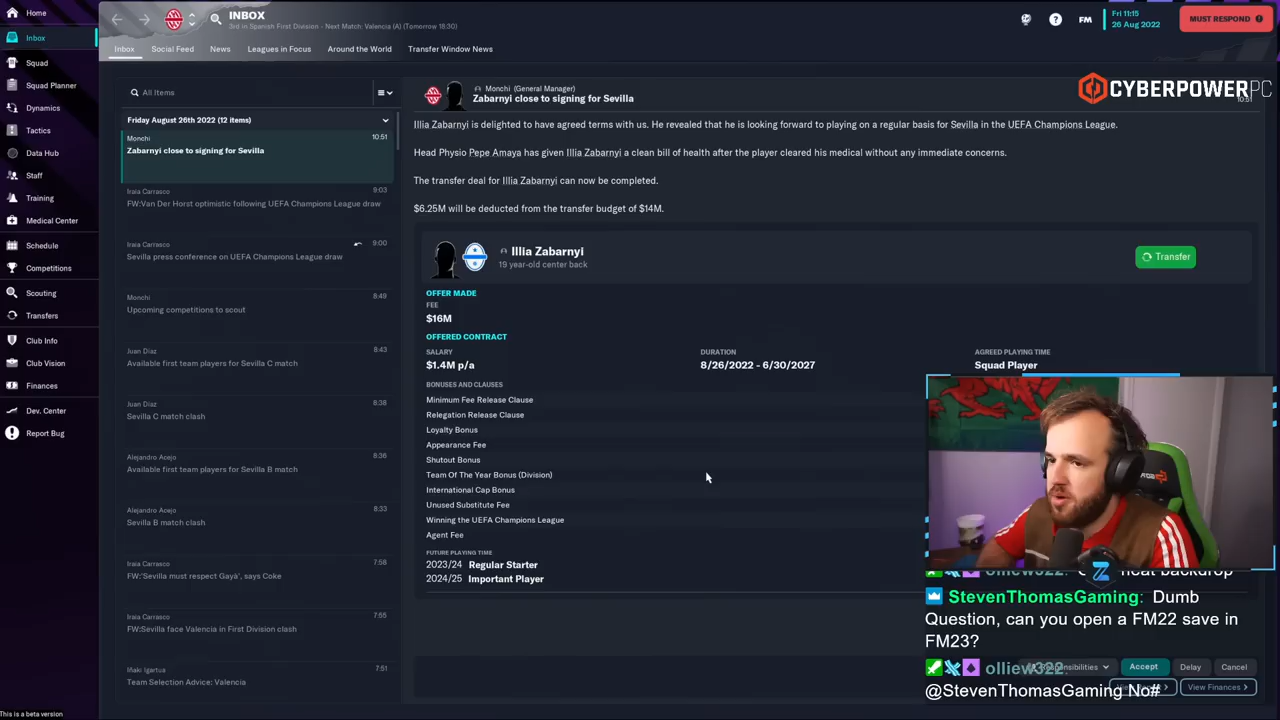 Home
Inbox
Squad
Squad Planner
Dynamics
Tactics
Data Hub
Staff
Training
Medical Center
Schedule
Competitions
Scouting
Transfers
Club Info
Club Vision
Finances
Dev. Center
Report Bug
This is a beta version
INBOX
3rd in Spanish First Division - Next Match: Valencia (A) (Tomorrow 18:30)
FM
Fri 11:15
26 Aug 2022
MUST RESPOND
Inbox
Social Feed
News
Leagues in Focus
Around the World
Transfer Window News
All Items
Friday August 26th 2022 (12 items)
Monchi
10:51
Zabarnyi close to signing for Sevilla
Iraia Carrasco
9:03
FW:Van Der Horst optimistic following UEFA Champions League draw
Iraia Carrasco
9:00
Sevilla press conference on UEFA Champions League draw
Monchi
8:49
Upcoming competitions to scout
Juan Diaz
8:43
Available first team players for Sevilla C match
Juan Diaz
8:38
Sevilla C match clash
Alejandro Acejo
8:36
Available first team players for Sevilla B match
Alejandro Acejo
8:33
Sevilla B match clash
Iraia Carrasco
7:58
FW:'Sevilla must respect Gayà', says Coke
Iraia Carrasco
7:55
FW:Sevilla face Valencia in First Division clash
Iñaki Igartua
7:51
Team Selection Advice: Valencia
Monchi (General Manager)
Zabarnyi close to signing for Sevilla
CYBERPOWERPC
10:51
Illia Zabarnyi is delighted to have agreed terms with us. He revealed that he is looking forward to playing on a regular basis for Sevilla in the UEFA Champions League.
Head Physio Pepe Amaya has given Illia Zabarnyi a clean bill of health after the player cleared his medical without any immediate concerns.
The transfer deal for Illia Zabarnyi can now be completed.
$6.25M will be deducted from the transfer budget of $14M.
Illia Zabarnyi
19 year-old center back
Transfer
OFFER MADE
FEE
$16M
OFFERED CONTRACT
SALARY
$1.4M p/a
DURATION
8/26/2022 - 6/30/2027
AGREED PLAYING TIME
Squad Player
BONUSES AND CLAUSES
Minimum Fee Release Clause
Relegation Release Clause
Loyalty Bonus
Appearance Fee
Shutout Bonus
Team Of The Year Bonus (Division)
International Cap Bonus
Unused Substitute Fee
Winning the UEFA Champions League
Agent Fee
FUTURE PLAYING TIME
2023/24 Regular Starter
2024/25 Important Player
backdrop
StevenThomasGaming: Dumb
Question, can you open a FM22 save in
FM23?
olliew322:
@StevenThomasGaming No#
Accept
Delay
Cancel
View Finances